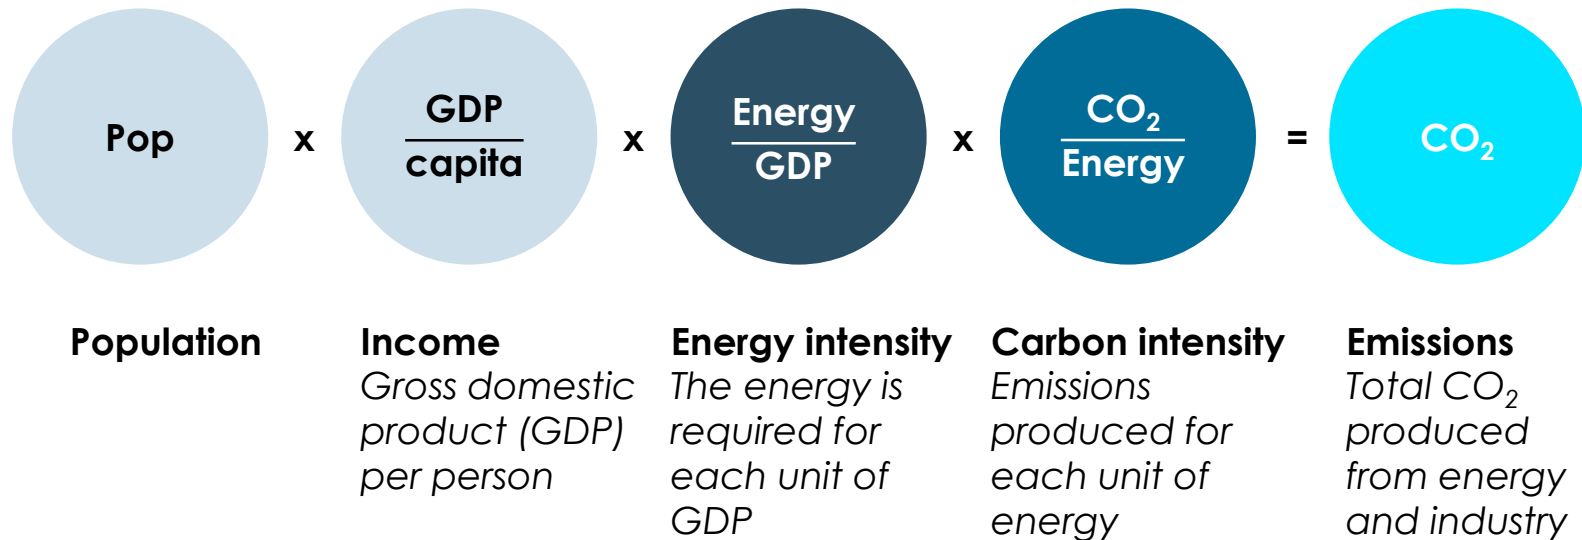 Pop x GDP / capita x Energy / GDP x CO₂ / Energy = CO₂
Population
Income
Gross domestic
product (GDP)
per person
Energy intensity
The energy is
required for
each unit of
GDP
Carbon intensity
Emissions
produced for
each unit of
energy
Emissions
Total CO₂
produced
from energy
and industry